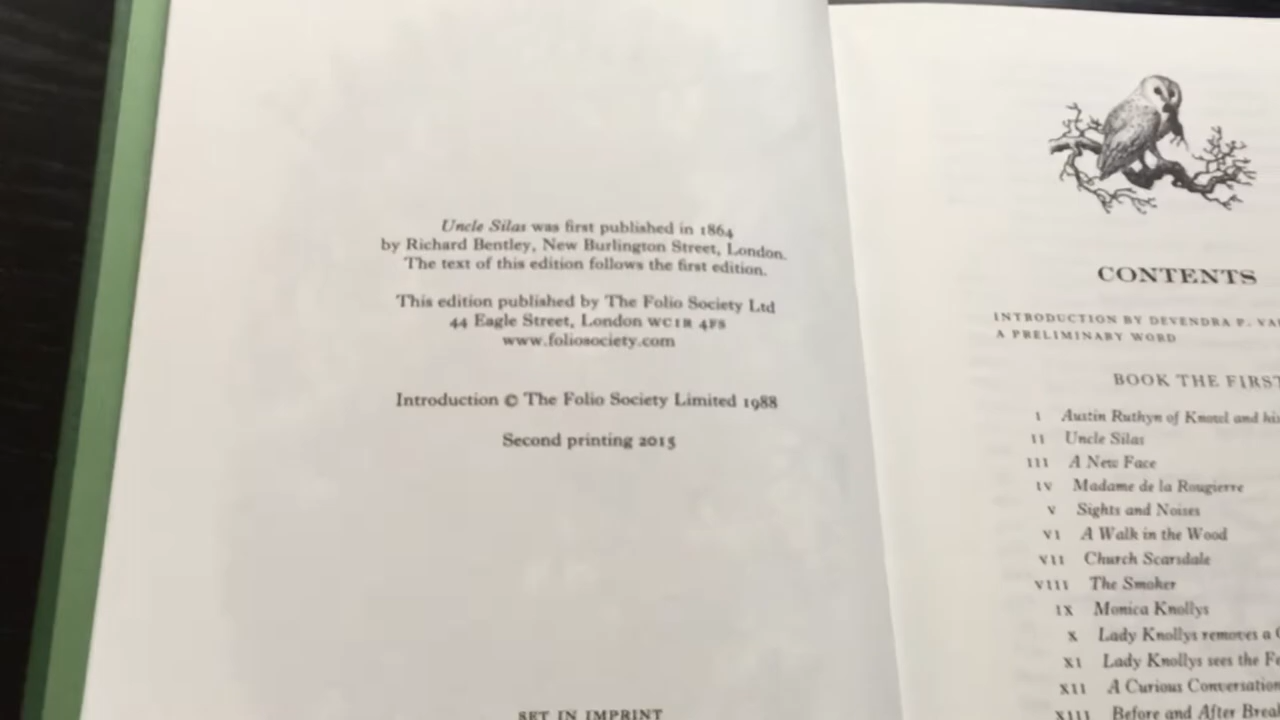 Uncle Silas was first published in 1864
by Richard Bentley, New Burlington Street, London.
The text of this edition follows the first edition.
This edition published by The Folio Society Ltd
44 Eagle Street, London WC1R 4FS
www.foliosociety.com
Introduction © The Folio Society Limited 1988
Second printing 2015
SET IN IMPRINT
CONTENTS
INTRODUCTION BY DEVENDRA P.
A PRELIMINARY WORD
BOOK THE FIRST
I Austin Ruthyn of Knowl and his
II Uncle Silas
III A New Face
IV Madame de la Rougierre
V Sights and Noises
VI A Walk in the Wood
VII Church Scarsdale
VIII The Smoker
IX Monica Knollys
X Lady Knollys removes a
XI Lady Knollys sees the
XII A Curious Conversation
XIII Before and After